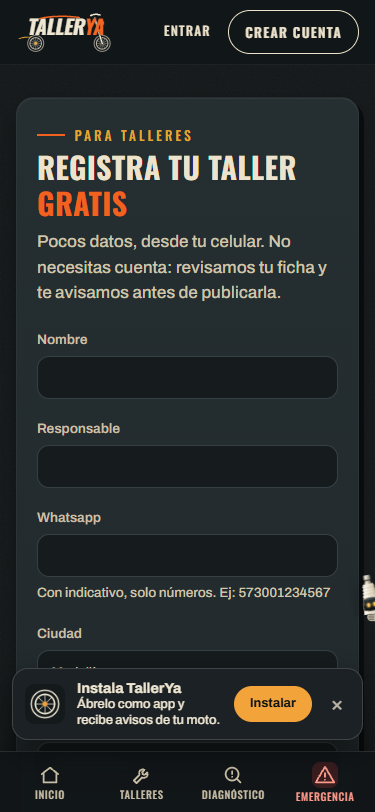 TALLERYA
ENTRAR
CREAR CUENTA
PARA TALLERES
REGISTRA TU TALLER
GRATIS
Pocos datos, desde tu celular. No
necesitas cuenta: revisamos tu ficha y
te avisamos antes de publicarla.
Nombre
Responsable
Whatsapp
Con indicativo, solo números. Ej: 573001234567
Ciudad
Instala TallerYa
Ábrelo como app y
recibe avisos de tu moto.
Instalar
×
INICIO
TALLERES
DIAGNÓSTICO
EMERGENCIA